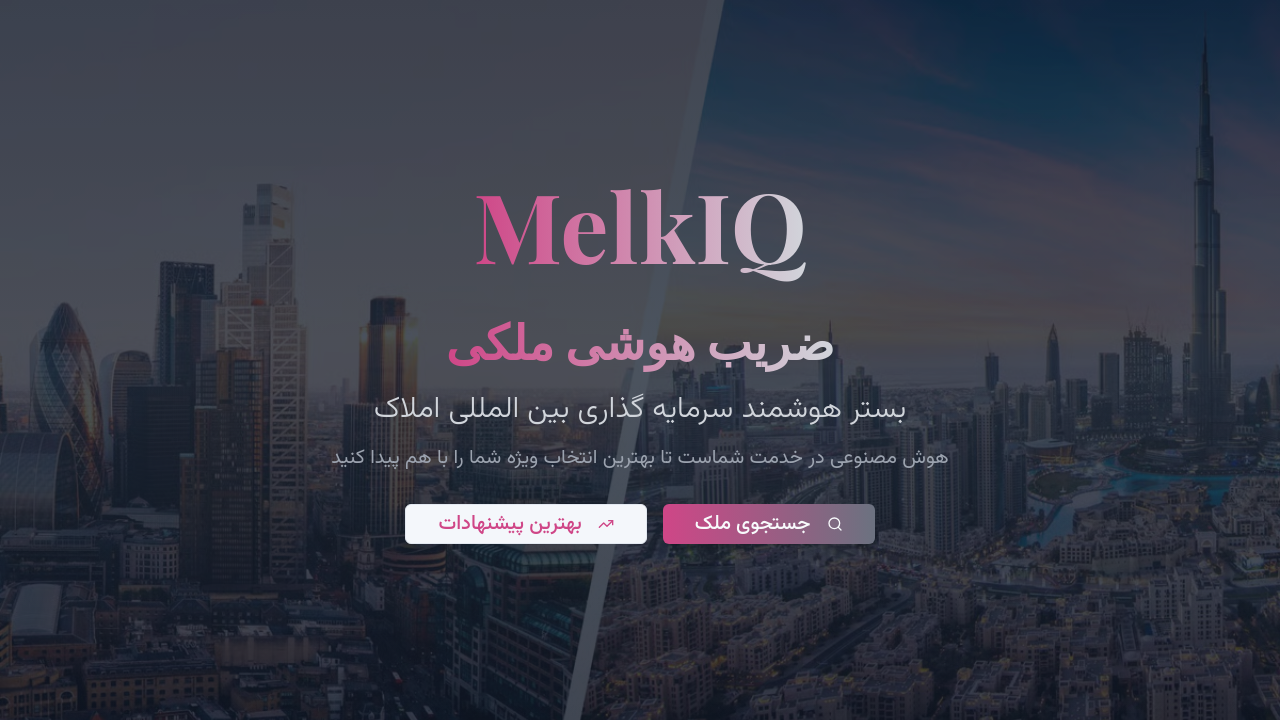 MelkIQ
ضریب هوشی ملکی
بستر هوشمند سرمایه گذاری بین المللی املاک
هوش مصنوعی در خدمت شماست تا بهترین انتخاب ویژه شما را با هم پیدا کنید
جستجوی ملک
بهترین پیشنهادات